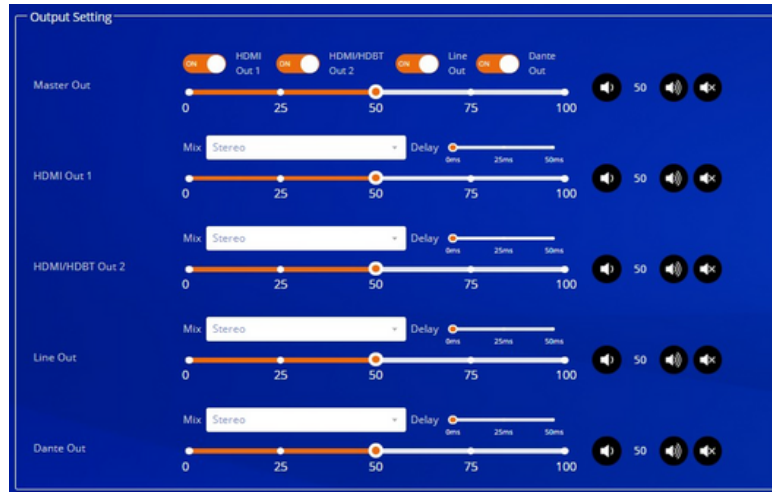 Output Setting
ON HDMI Out 1 ON HDMI/HDBT Out 2 ON Line Out ON Dante Out
Master Out
50
0 25 50 75 100
Mix Stereo Delay
0ms 25ms 50ms
HDMI Out 1
50
0 25 50 75 100
Mix Stereo Delay
0ms 25ms 50ms
HDMI/HDBT Out 2
50
0 25 50 75 100
Mix Stereo Delay
0ms 25ms 50ms
Line Out
50
0 25 50 75 100
Mix Stereo Delay
0ms 25ms 50ms
Dante Out
50
0 25 50 75 100